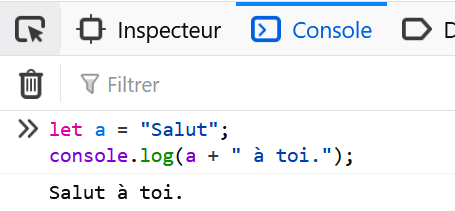 Inspecteur Console
Filtrer
>> let a = "Salut";
console.log(a + " à toi.");
Salut à toi.